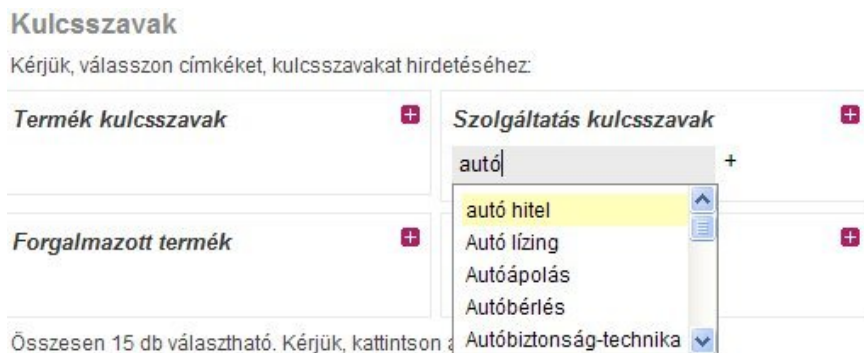 Kulcsszavak
Kérjük, válasszon címkéket, kulcsszavakat hirdetéséhez:
Termék kulcsszavak
Szolgáltatás kulcsszavak
autó
+
autó hitel
Autó lízing
Autóápolás
Autóbérlés
Autóbiztonság-technika
Forgalmazott termék
Összesen 15 db választható. Kérjük, kattintson